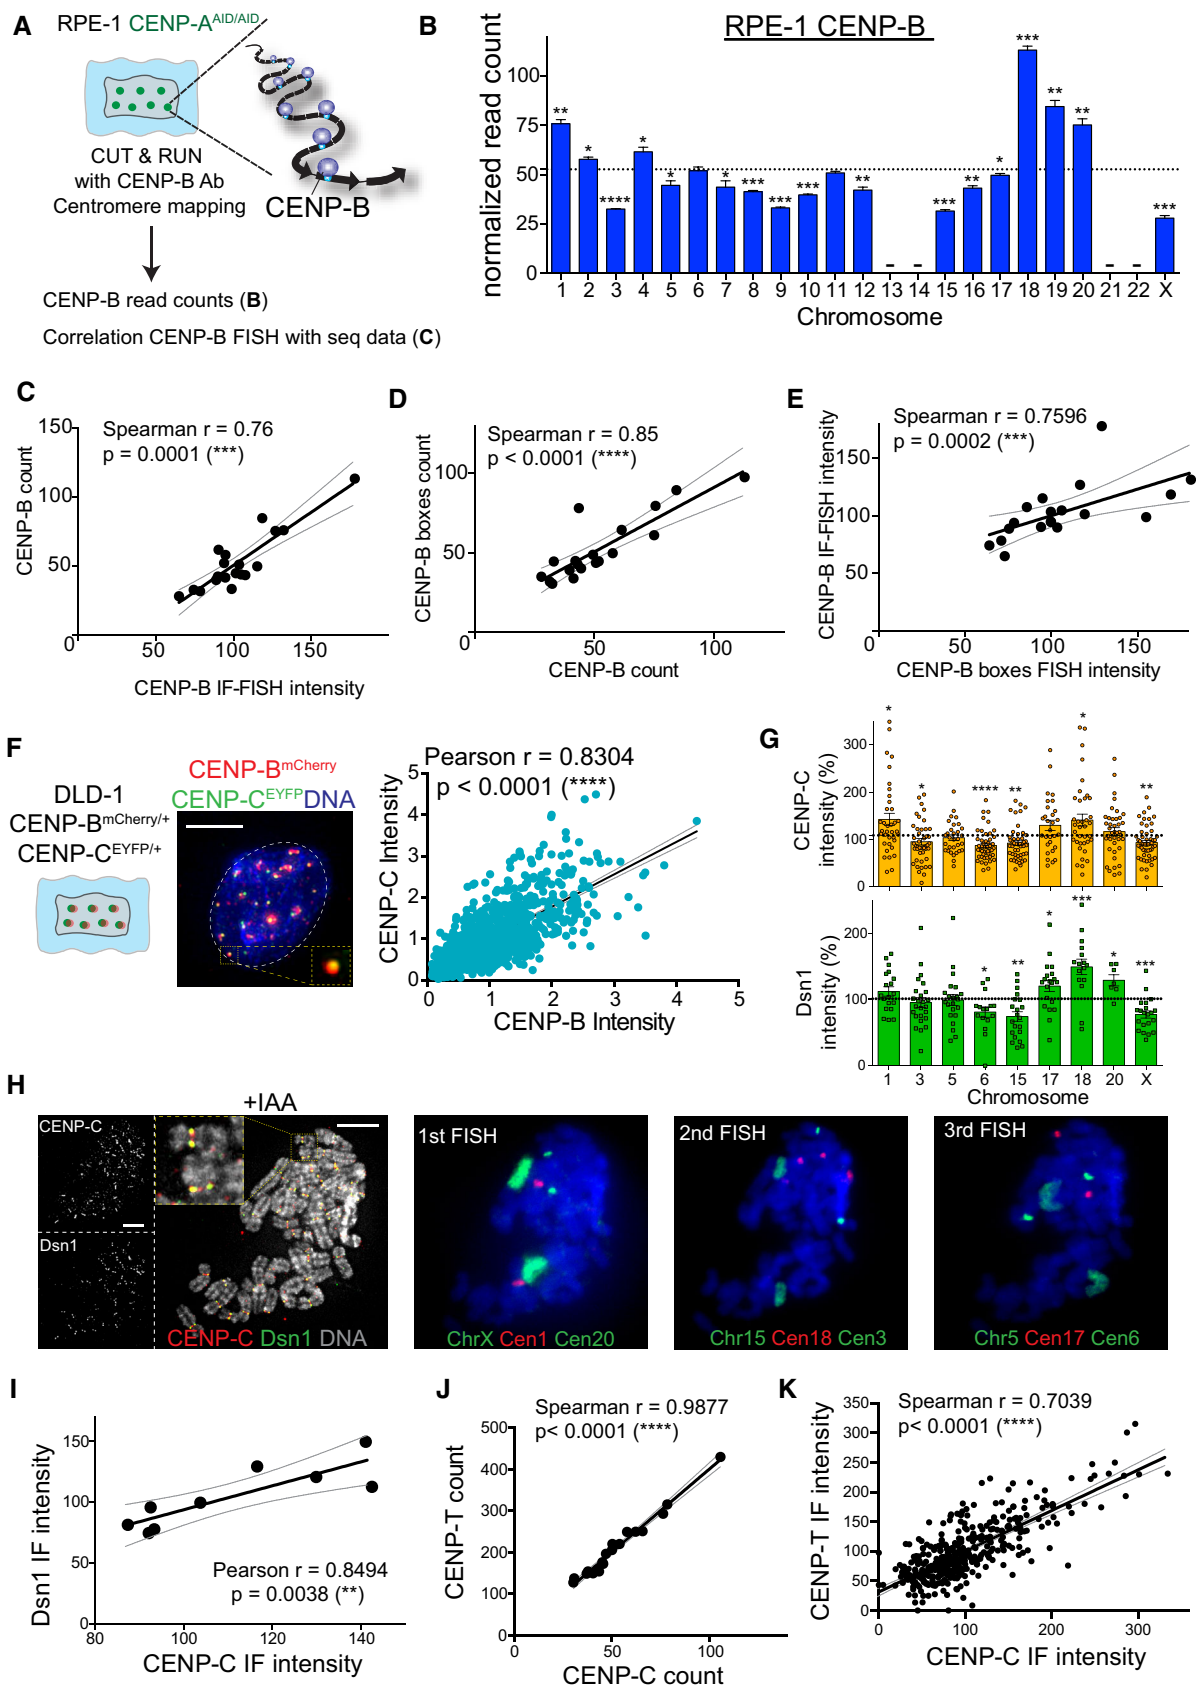 A
RPE-1 CENP-A^AID/AID
CUT & RUN
with CENP-B Ab
Centromere mapping
CENP-B
CENP-B read counts (B)
Correlation CENP-B FISH with seq data (C)
B
RPE-1 CENP-B
normalized read count
100
75
50
25
0
** * **** * * * *** *** ** *** ** * *** ** ** ***
- - - -
1 2 3 4 5 6 7 8 9 10 11 12 13 14 15 16 17 18 19 20 21 22 X
Chromosome
C
Spearman r = 0.76
p = 0.0001 (***)
CENP-B count
150
100
50
0
50 100 150
CENP-B IF-FISH intensity
D
Spearman r = 0.85
p < 0.0001 (****)
CENP-B boxes count
100
50
0
50 100
CENP-B count
E
Spearman r = 0.7596
p = 0.0002 (***)
CENP-B IF-FISH intensity
150
100
50
0
50 100 150
CENP-B boxes FISH intensity
F
DLD-1
CENP-B^mCherry/+
CENP-C^EYFP/+
CENP-B^mCherry
CENP-C^EYFP DNA
Pearson r = 0.8304
p < 0.0001 (****)
CENP-C Intensity
5
4
3
2
1
0
0 1 2 3 4 5
CENP-B Intensity
G
CENP-C
intensity (%)
300
200
100
0
* * **** ** * **
Dsn1
intensity (%)
200
100
0
* ** * *** * ***
1 3 5 6 15 17 18 20 X
Chromosome
H
+IAA
CENP-C
Dsn1
CENP-C Dsn1 DNA
1st FISH
ChrX Cen1 Cen20
2nd FISH
Chr15 Cen18 Cen3
3rd FISH
Chr5 Cen17 Cen6
I
Dsn1 IF intensity
150
100
50
0
80 100 120 140
Pearson r = 0.8494
p = 0.0038 (**)
CENP-C IF intensity
J
Spearman r = 0.9877
p< 0.0001 (****)
CENP-T count
500
400
300
200
100
0
0 50 100
CENP-C count
K
Spearman r = 0.7039
p< 0.0001 (****)
CENP-T IF intensity
350
300
250
200
150
100
50
0
0 100 200 300
CENP-C IF intensity